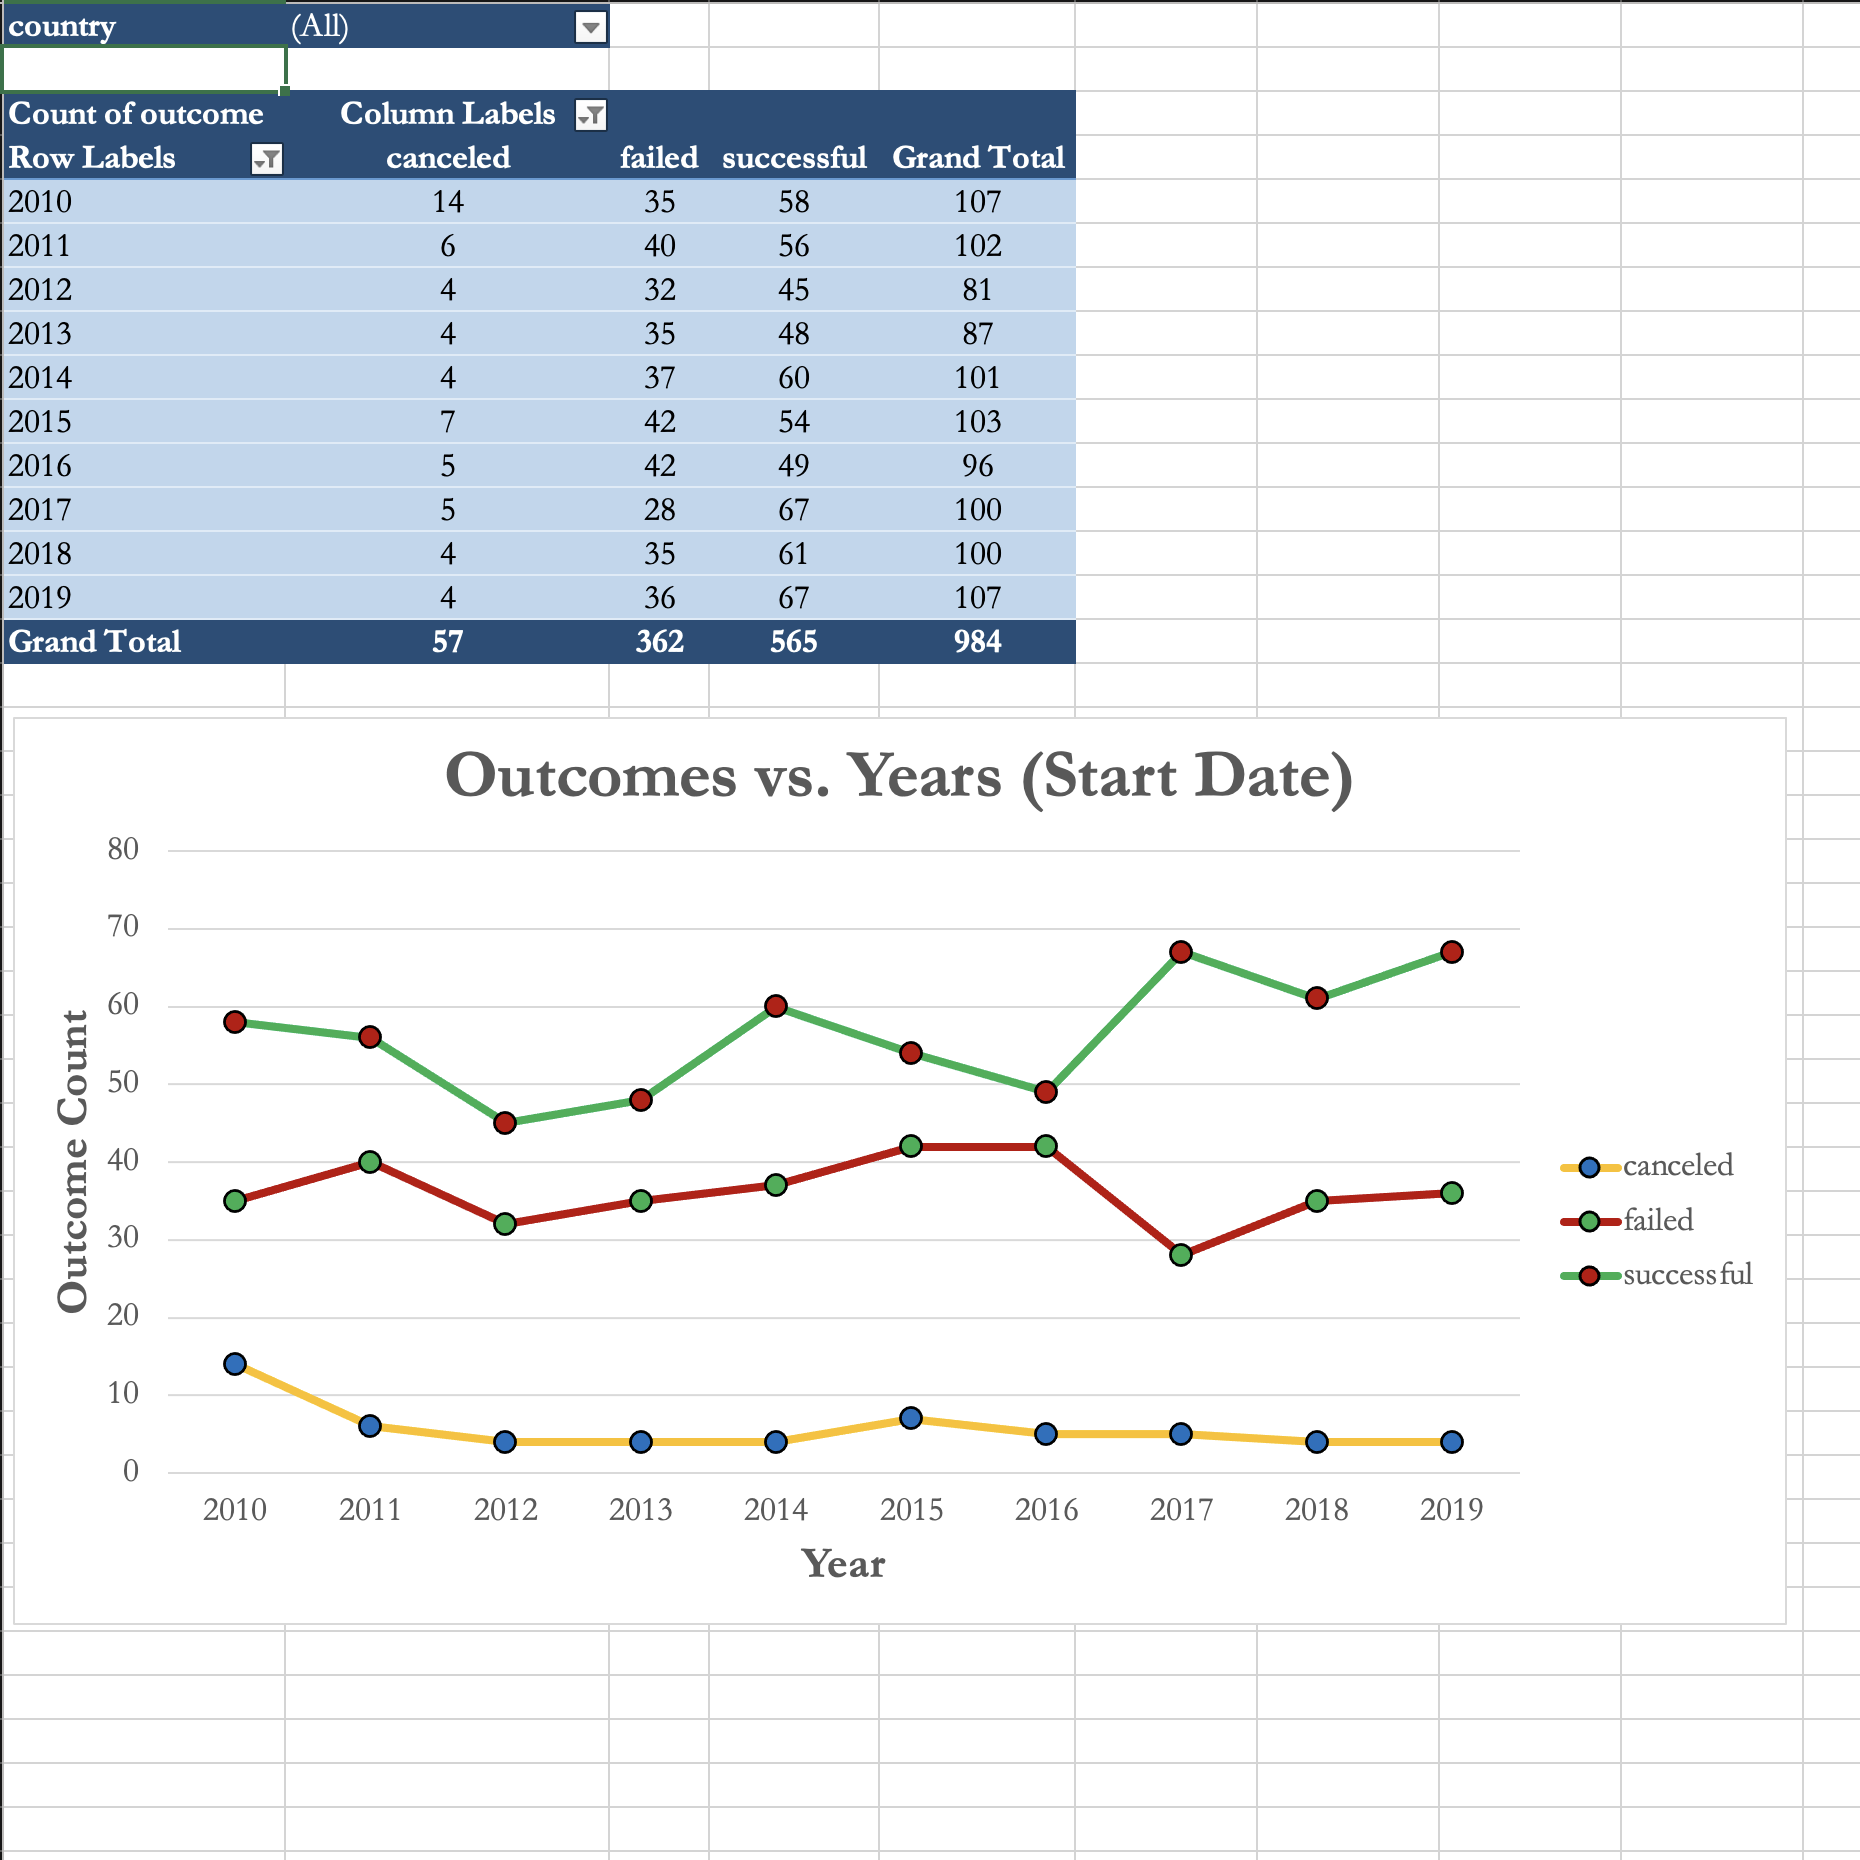 country (All)
Count of outcome Column Labels
Row Labels canceled failed successful Grand Total
2010 14 35 58 107
2011 6 40 56 102
2012 4 32 45 81
2013 4 35 48 87
2014 4 37 60 101
2015 7 42 54 103
2016 5 42 49 96
2017 5 28 67 100
2018 4 35 61 100
2019 4 36 67 107
Grand Total 57 362 565 984
Outcomes vs. Years (Start Date)
80
70
60
50
40
30
20
10
0
Outcome Count
2010 2011 2012 2013 2014 2015 2016 2017 2018 2019
Year
canceled
failed
successful